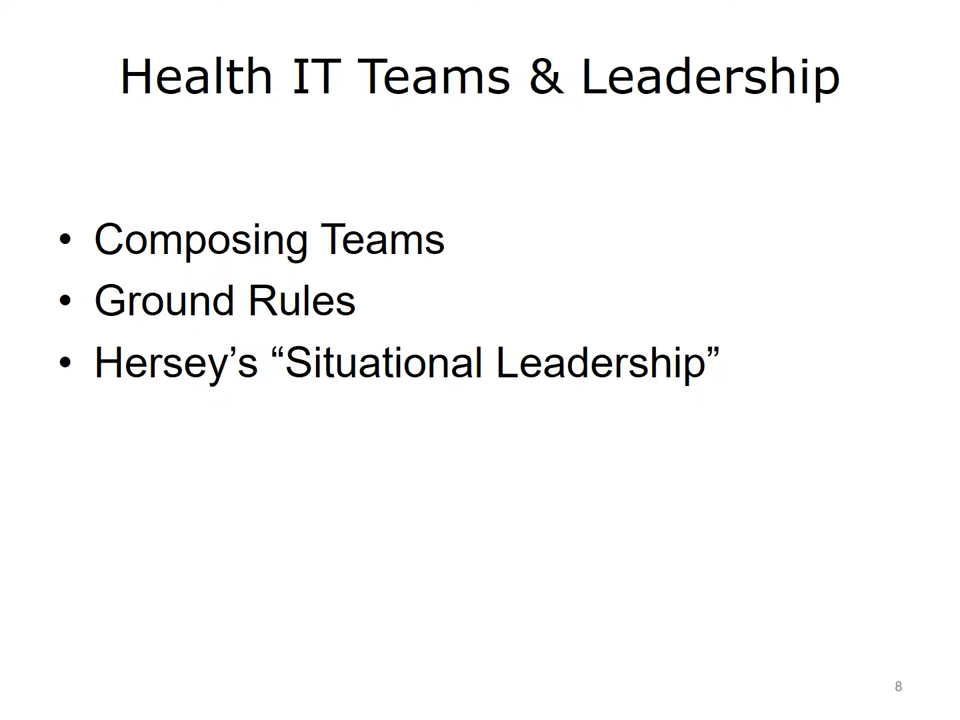 Health IT Teams & Leadership
• Composing Teams
• Ground Rules
• Hersey’s “Situational Leadership”
8